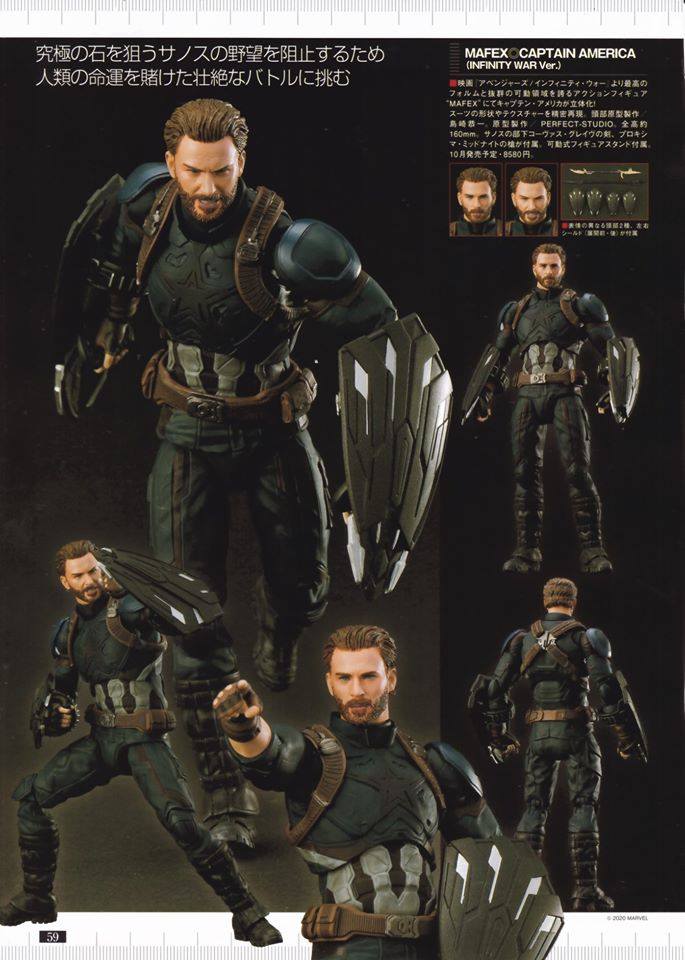 究極の石を狙うサノスの野望を阻止するため
人類の命運を賭けた壮絶なバトルに挑む
MAFEX CAPTAIN AMERICA
(INFINITY WAR Ver.)
■映画『アベンジャーズ/インフィニティ・ウォー』より最高の
フォルムと抜群の可動領域を誇るアクションフィギュア
“MAFEX”にてキャプテン・アメリカが立体化!
スーツの形状やテクスチャーを精密再現。頭部原型製作/
島崎恭一。原型製作/PERFECT-STUDIO。全高約
160mm。サノスの部下コーヴァス・グレイヴの剣、プロキシ
マ・ミッドナイトの槍が付属。可動式フィギュアスタンド付属。
10月発売予定・8580円。
■表情の異なる頭部2種、左右
シールド(展開前・後)が付属
© 2020 MARVEL
59